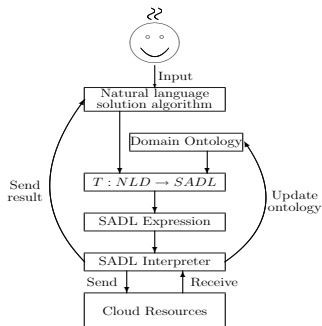 Input
Natural language
solution algorithm
Domain Ontology
T : NLD → SADL
Send
result
Update
ontology
SADL Expression
SADL Interpreter
Send
Receive
Cloud Resources